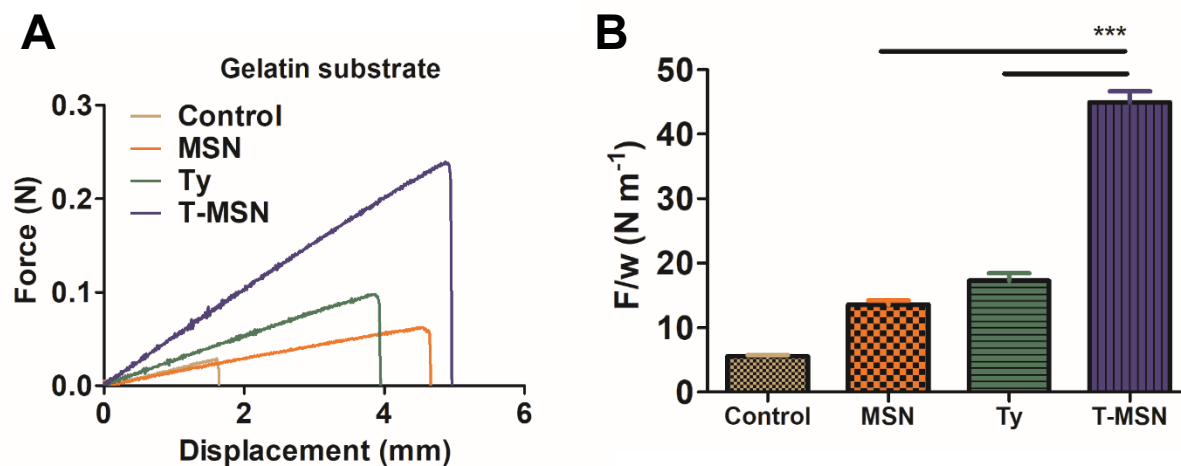 A
Gelatin substrate
Control
MSN
Ty
T-MSN
Force (N)
0.3
0.2
0.1
0.0
0 2 4 6
Displacement (mm)
B
***
F/w (N m⁻¹)
50
40
30
20
10
0
Control MSN Ty T-MSN